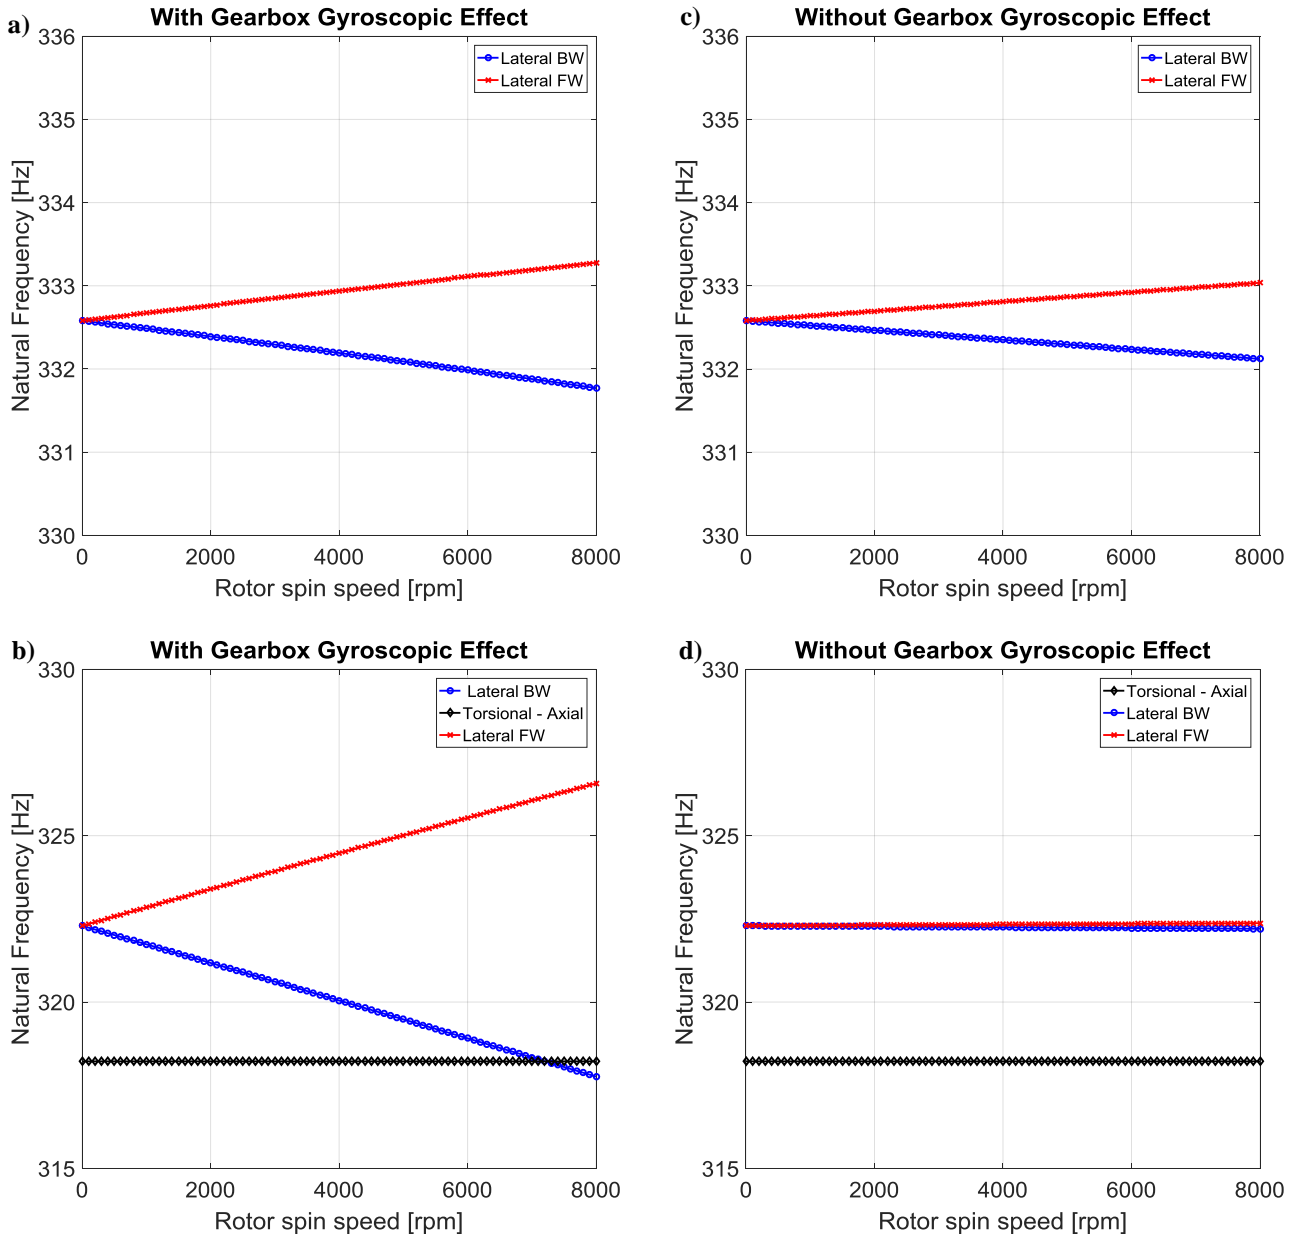 a)
With Gearbox Gyroscopic Effect
336
335
334
333
332
331
330
Natural Frequency [Hz]
Lateral BW
Lateral FW
0 2000 4000 6000 8000
Rotor spin speed [rpm]
c)
Without Gearbox Gyroscopic Effect
336
335
334
333
332
331
330
Natural Frequency [Hz]
Lateral BW
Lateral FW
0 2000 4000 6000 8000
Rotor spin speed [rpm]
b)
With Gearbox Gyroscopic Effect
330
325
320
315
Natural Frequency [Hz]
Lateral BW
Torsional - Axial
Lateral FW
0 2000 4000 6000 8000
Rotor spin speed [rpm]
d)
Without Gearbox Gyroscopic Effect
330
325
320
315
Natural Frequency [Hz]
Torsional - Axial
Lateral BW
Lateral FW
0 2000 4000 6000 8000
Rotor spin speed [rpm]